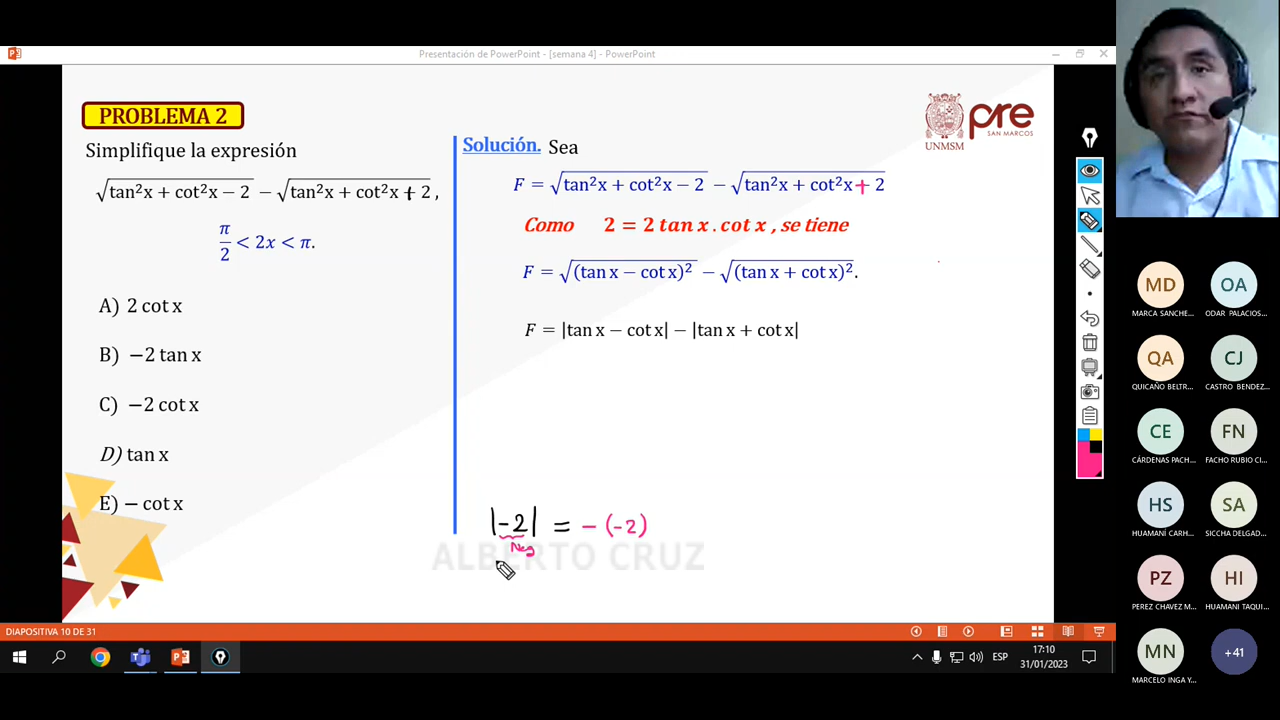 Presentación de PowerPoint - [semana 4] - PowerPoint
PROBLEMA 2
Simplifique la expresión
√(tan²x + cot²x − 2) − √(tan²x + cot²x + 2) ,
π/2 < 2x < π.
A) 2 cot x
B) −2 tan x
C) −2 cot x
D) tan x
E) − cot x
Solución. Sea
F = √(tan²x + cot²x − 2) − √(tan²x + cot²x + 2)
Como 2 = 2 tan x . cot x , se tiene
F = √((tan x − cot x)²) − √((tan x + cot x)²).
F = |tan x − cot x| − |tan x + cot x|
|-2| = - (-2)
Neg
ALBERTO CRUZ
UNMSM
pre
SAN MARCOS
MD
MARCA SANCHE...
OA
ODAR PALACIOS...
QA
QUICAÑO BELTR...
CJ
CASTRO BENDEZ...
CE
CÁRDENAS PACH...
FN
FACHO RUBIO CI...
HS
HUAMANÍ CARH...
SA
SICCHA DELGAD...
PZ
PEREZ CHAVEZ M...
HI
HUAMANI TAQUI...
MN
MARCELO INGA Y...
+41
DIAPOSITIVA 10 DE 31
ESP
17:10
31/01/2023